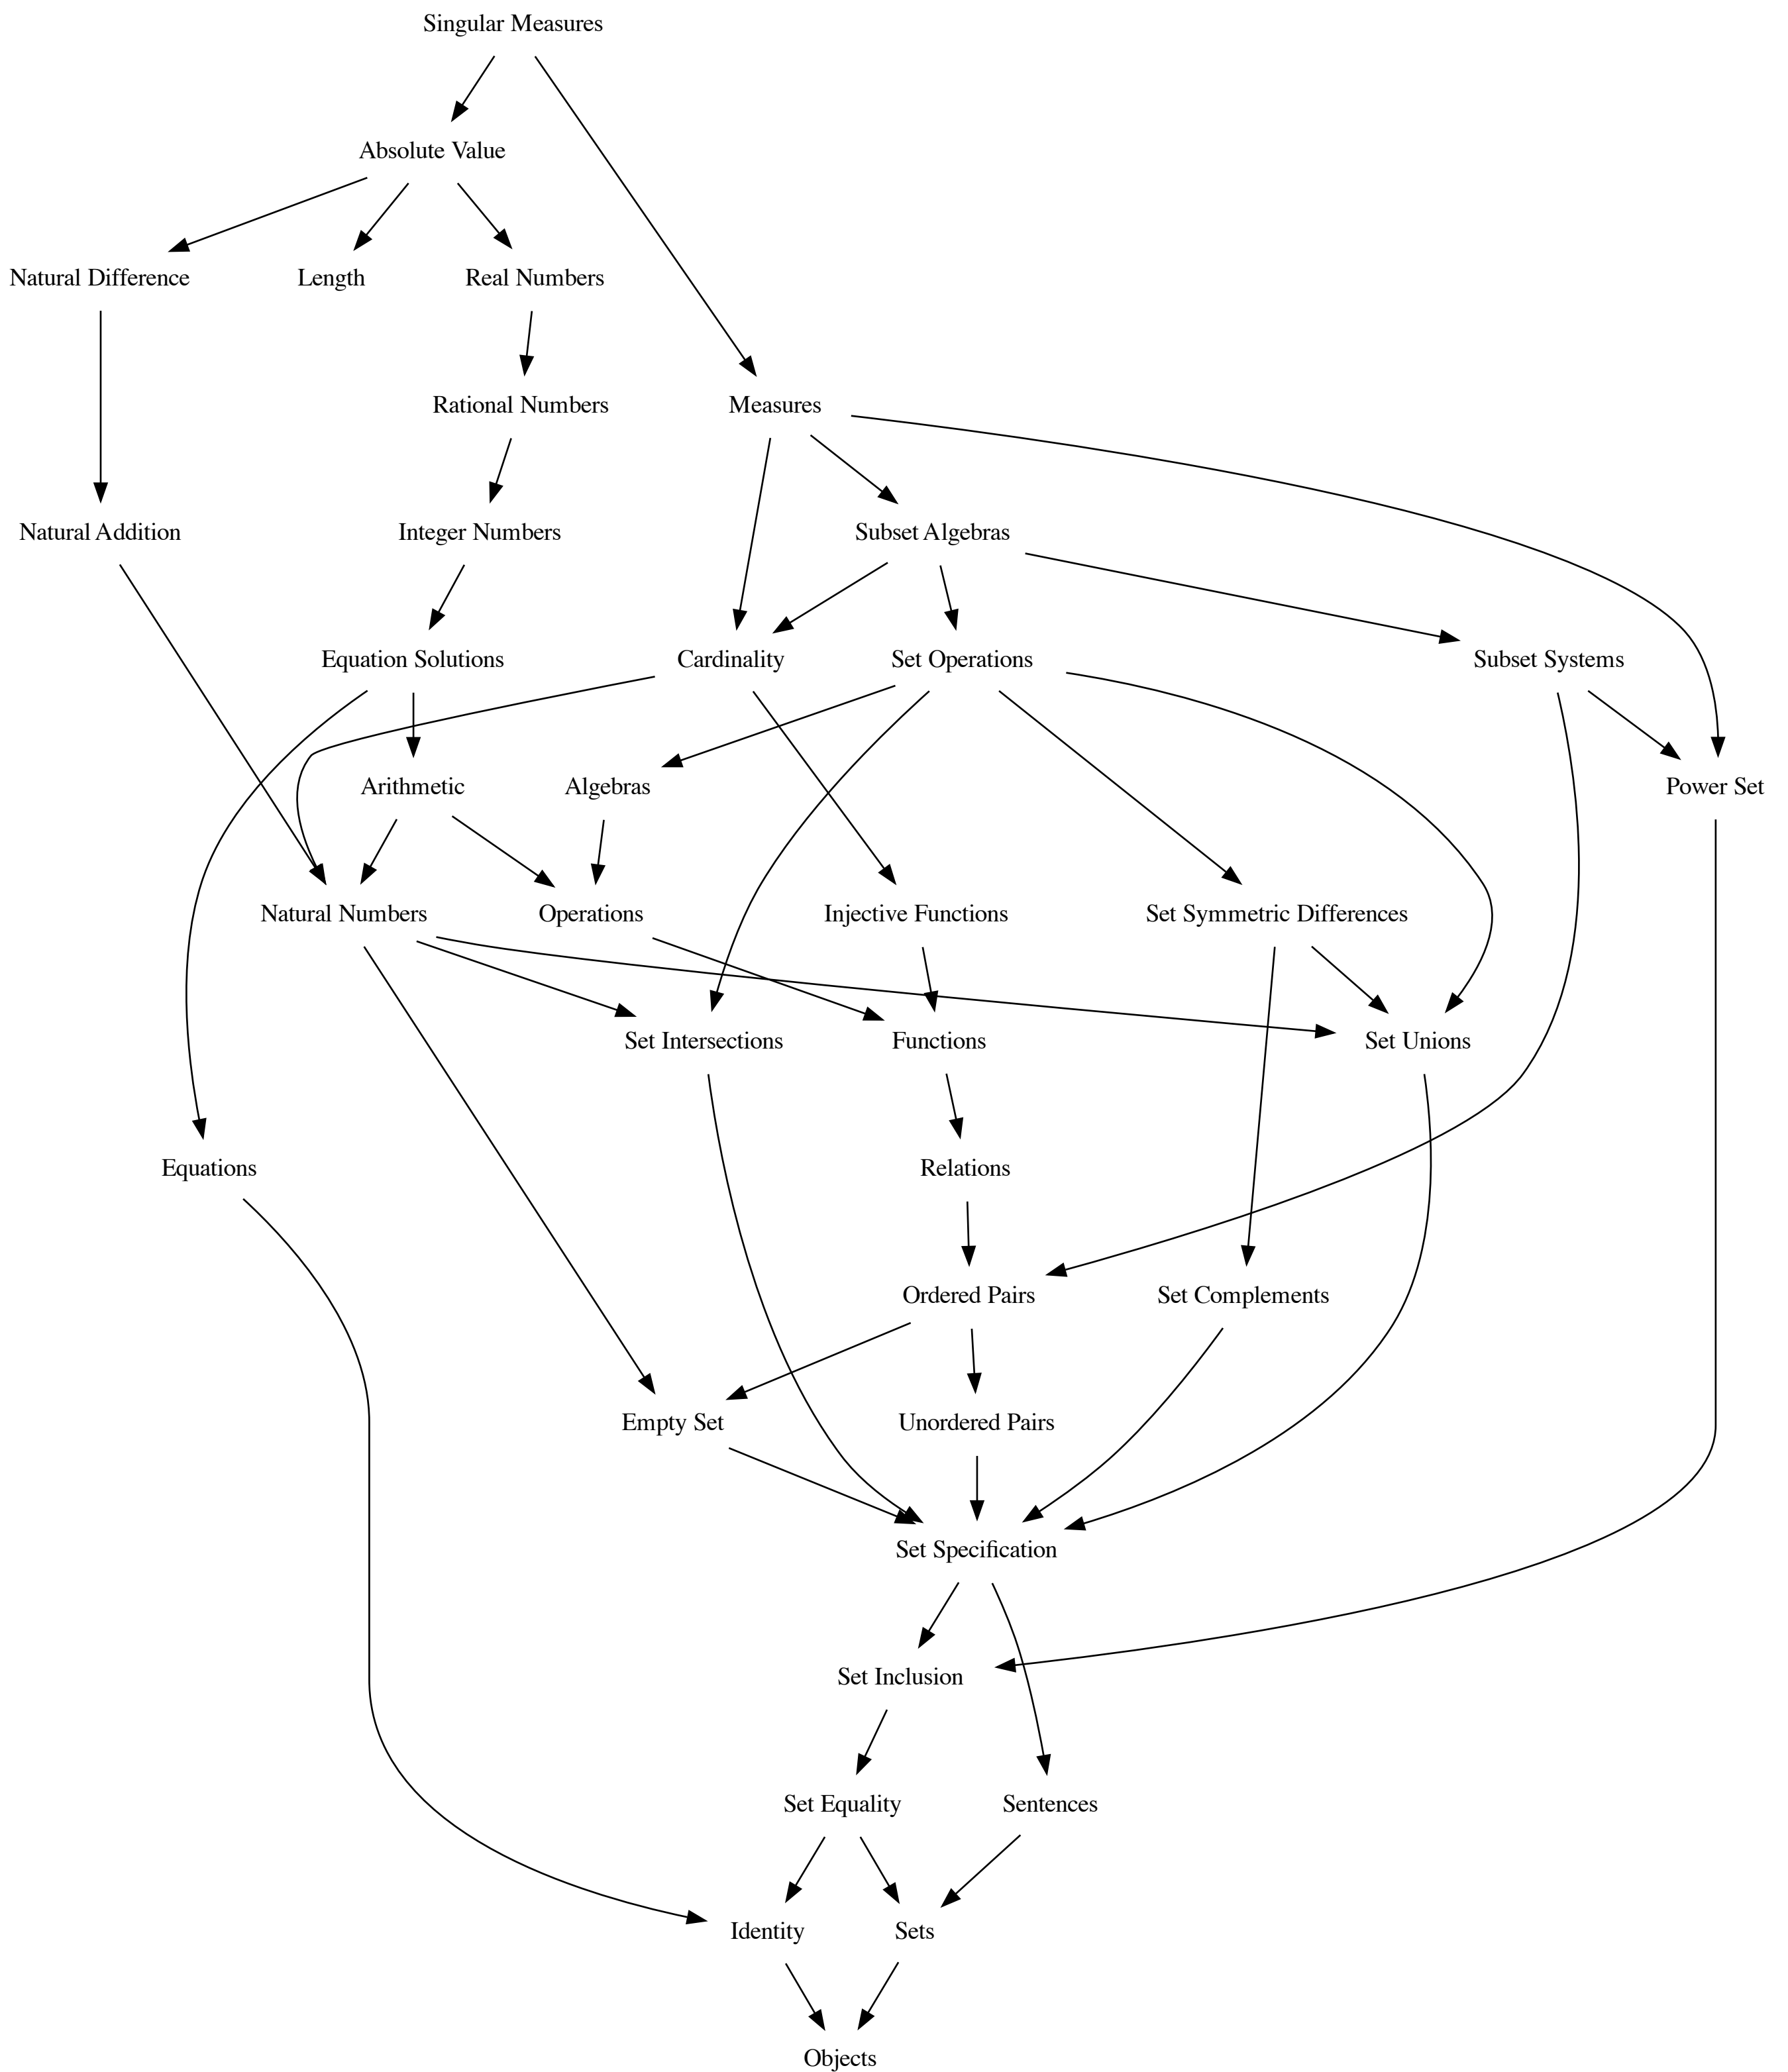 Singular Measures
Absolute Value
Natural Difference
Length
Real Numbers
Rational Numbers
Measures
Natural Addition
Integer Numbers
Subset Algebras
Equation Solutions
Cardinality
Set Operations
Subset Systems
Arithmetic
Algebras
Power Set
Natural Numbers
Operations
Injective Functions
Set Symmetric Differences
Set Intersections
Functions
Set Unions
Equations
Relations
Ordered Pairs
Set Complements
Empty Set
Unordered Pairs
Set Specification
Set Inclusion
Set Equality
Sentences
Identity
Sets
Objects